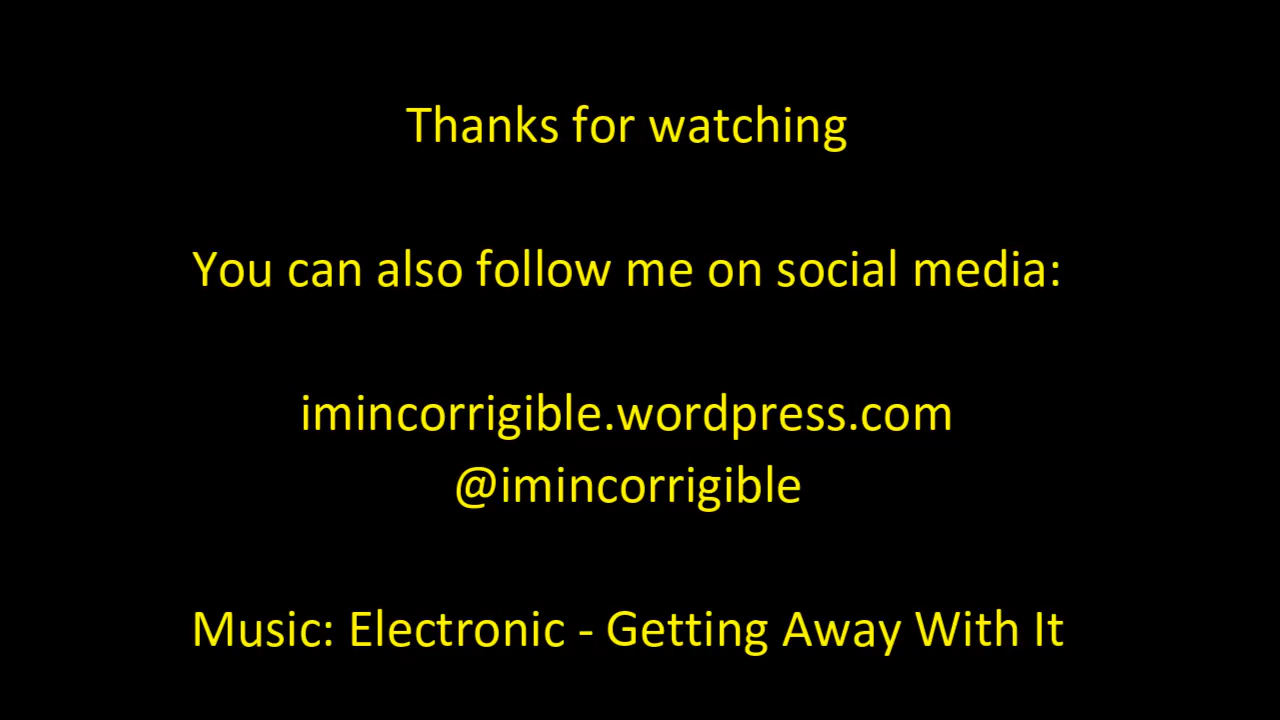 Thanks for watching
You can also follow me on social media:
imincorrigible.wordpress.com
@imincorrigible
Music: Electronic - Getting Away With It